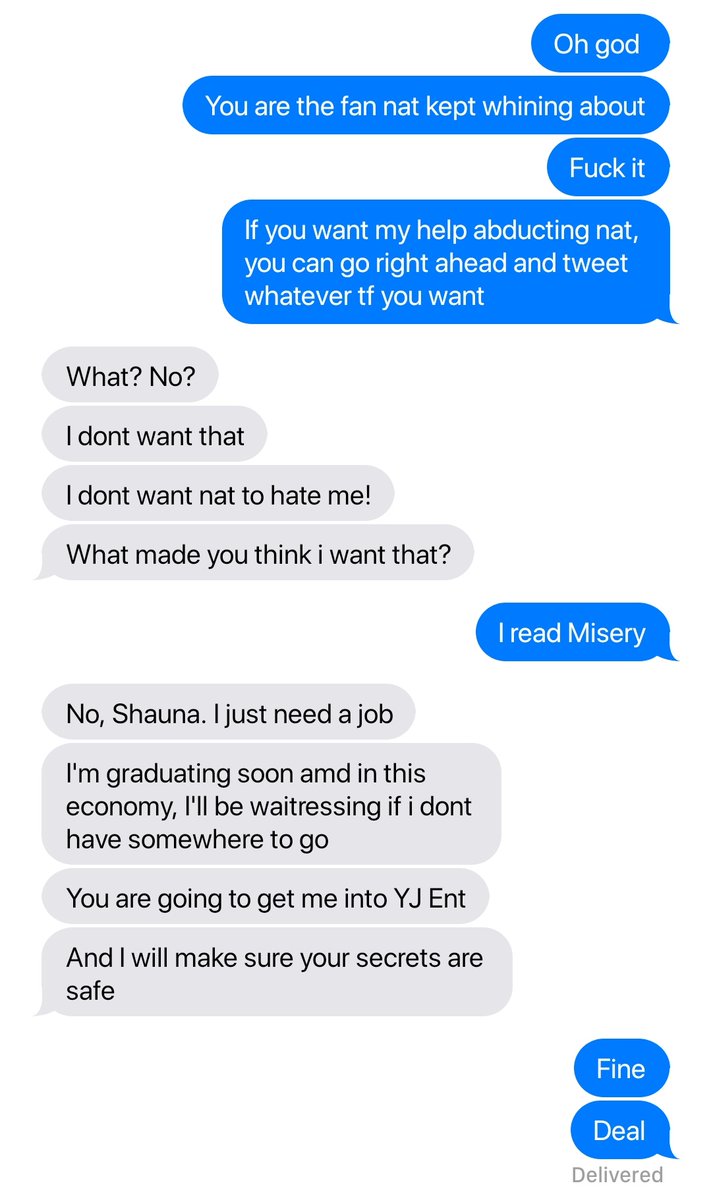 Oh god
You are the fan nat kept whining about
Fuck it
If you want my help abducting nat,
you can go right ahead and tweet
whatever tf you want
What? No?
I dont want that
I dont want nat to hate me!
What made you think i want that?
I read Misery
No, Shauna. I just need a job
I'm graduating soon amd in this
economy, I'll be waitressing if i dont
have somewhere to go
You are going to get me into YJ Ent
And I will make sure your secrets are
safe
Fine
Deal
Delivered